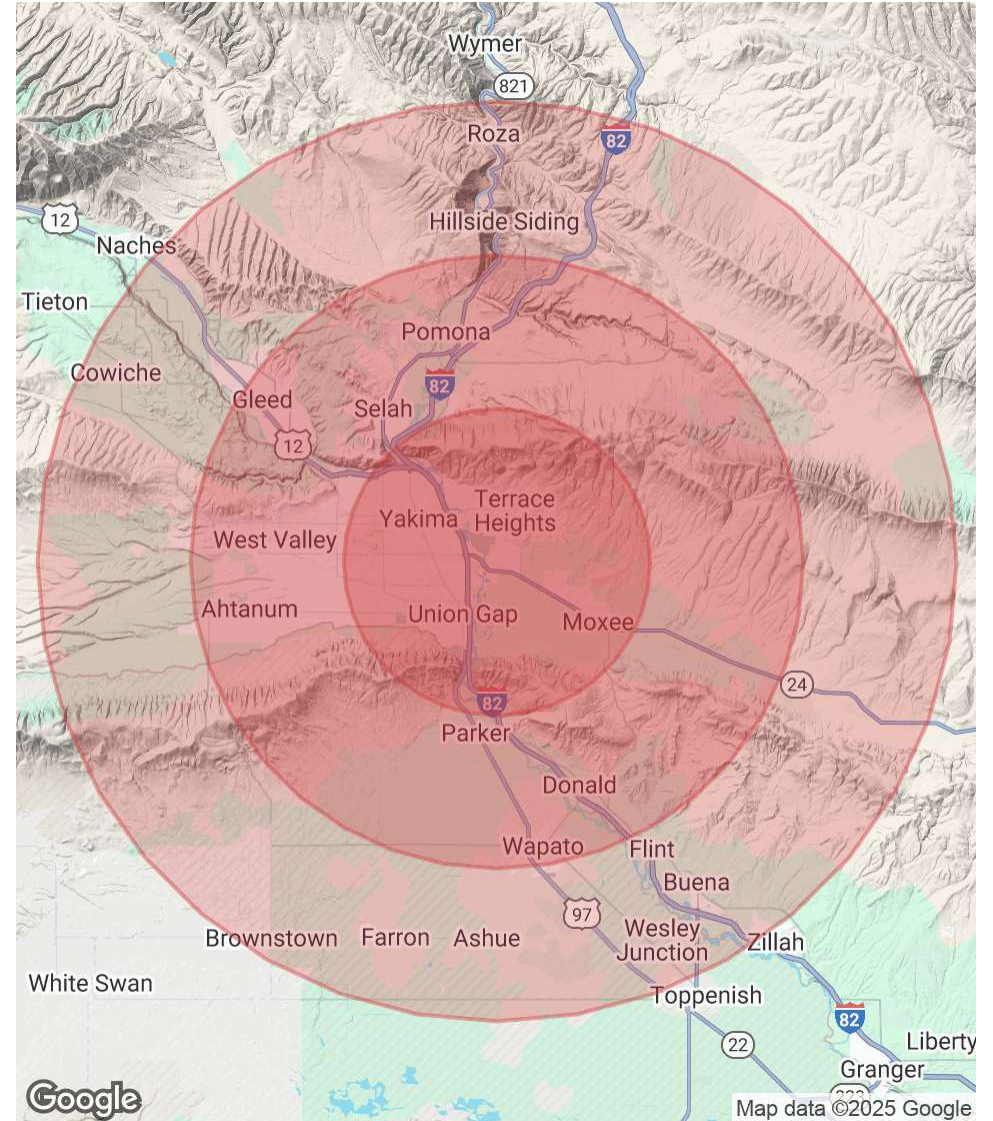 Wymer
821
Roza
82
12
Hillside Siding
Naches
Tieton
Pomona
Cowiche
82
Gleed
Selah
12
Terrace
Heights
Yakima
West Valley
Ahtanum
Union Gap
Moxee
24
82
Parker
Donald
Wapato
Flint
Buena
97
Wesley
Junction
Brownstown
Farron
Ashue
Zillah
White Swan
Toppenish
82
22
Liberty
Granger
Google
Map data ©2025 Google